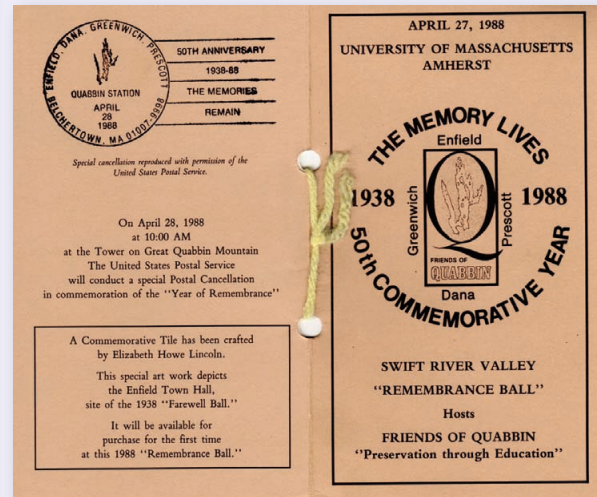 ENFIELD, DANA, GREENWICH, PRESCOTT
QUABBIN STATION
APRIL
28
1988
BELCHERTOWN, MA 01007-9998
50TH ANNIVERSARY
1938-88
THE MEMORIES
REMAIN
Special cancellation reproduced with permission of the
United States Postal Service.
On April 28, 1988
at 10:00 AM
at the Tower on Great Quabbin Mountain
The United States Postal Service
will conduct a special Postal Cancellation
in commemoration of the "Year of Remembrance"
A Commemorative Tile has been crafted
by Elizabeth Howe Lincoln.
This special art work depicts
the Enfield Town Hall,
site of the 1938 "Farewell Ball."
It will be available for
purchase for the first time
at this 1988 "Remembrance Ball."
APRIL 27, 1988
UNIVERSITY OF MASSACHUSETTS
AMHERST
THE MEMORY LIVES
Enfield
1938
Greenwich
Q
Prescott
1988
FRIENDS OF
QUABBIN
Dana
50th COMMEMORATIVE YEAR
SWIFT RIVER VALLEY
"REMEMBRANCE BALL"
Hosts
FRIENDS OF QUABBIN
"Preservation through Education"